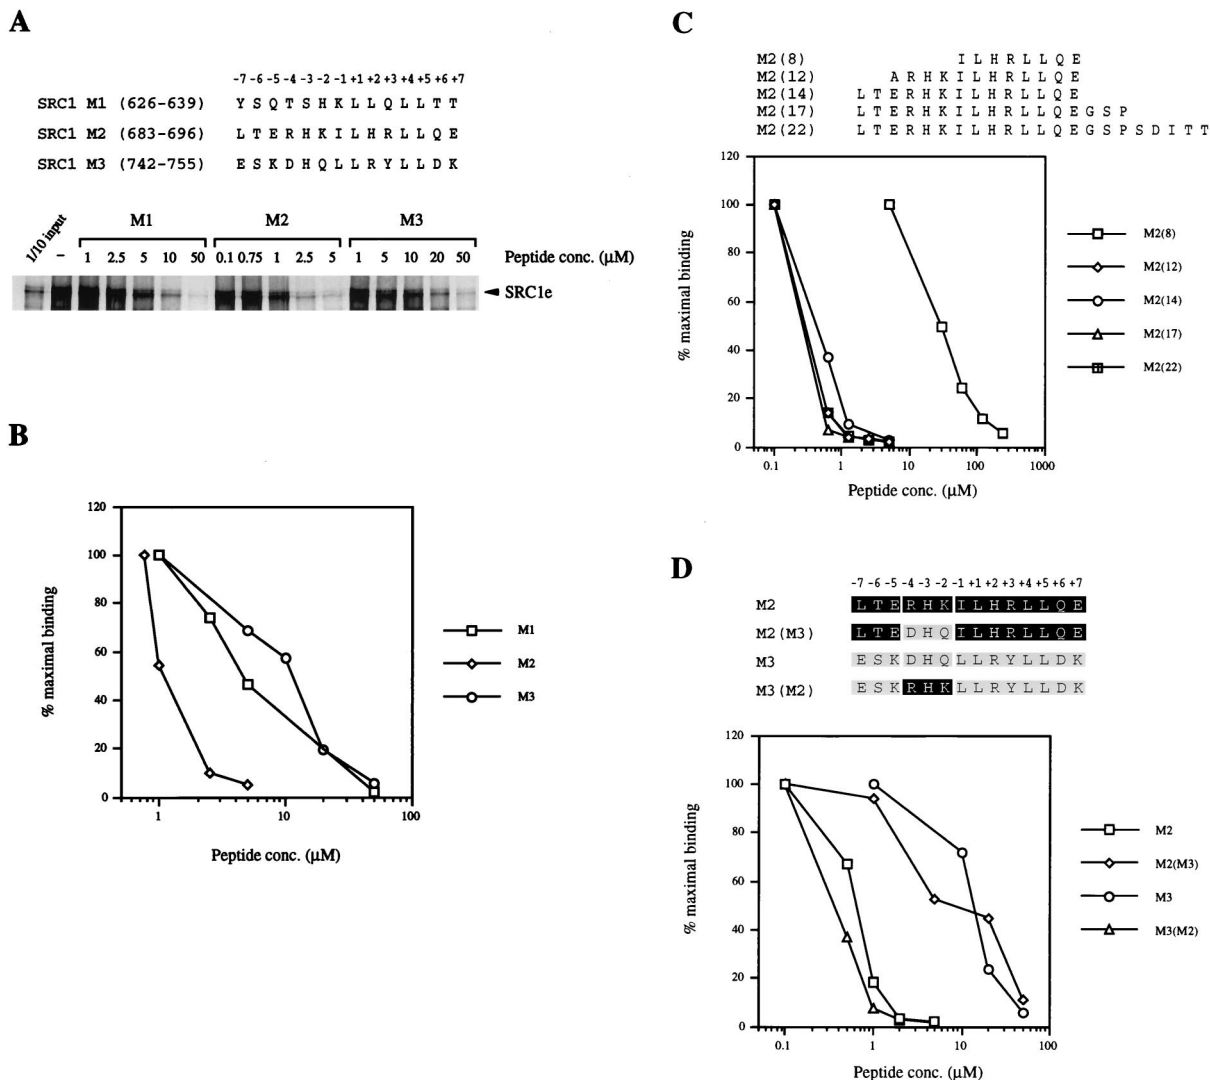 A
-7 -6 -5 -4 -3 -2 -1 +1 +2 +3 +4 +5 +6 +7
SRC1 M1 (626-639) Y S Q T S H K L L Q L L T T
SRC1 M2 (683-696) L T E R H K I L H R L L Q E
SRC1 M3 (742-755) E S K D H Q L L R Y L L D K
M1 M2 M3
1/10 input – 1 2.5 5 10 50 0.1 0.75 1 2.5 5 1 5 10 20 50 Peptide conc. (µM)
SRC1e
B
120
100
80
60
40
20
0
% maximal binding
1 10 100
Peptide conc. (µM)
M1
M2
M3
C
M2(8) I L H R L L Q E
M2(12) A R H K I L H R L L Q E
M2(14) L T E R H K I L H R L L Q E
M2(17) L T E R H K I L H R L L Q E G S P
M2(22) L T E R H K I L H R L L Q E G S P S D I T T
120
100
80
60
40
20
0
% maximal binding
0.1 1 10 100 1000
Peptide conc. (µM)
M2(8)
M2(12)
M2(14)
M2(17)
M2(22)
D
-7 -6 -5 -4 -3 -2 -1 +1 +2 +3 +4 +5 +6 +7
M2 L T E R H K I L H R L L Q E
M2(M3) L T E D H Q I L H R L L Q E
M3 E S K D H Q L L R Y L L D K
M3(M2) E S K R H K L L R Y L L D K
120
100
80
60
40
20
0
% maximal binding
0.1 1 10 100
Peptide conc. (µM)
M2
M2(M3)
M3
M3(M2)